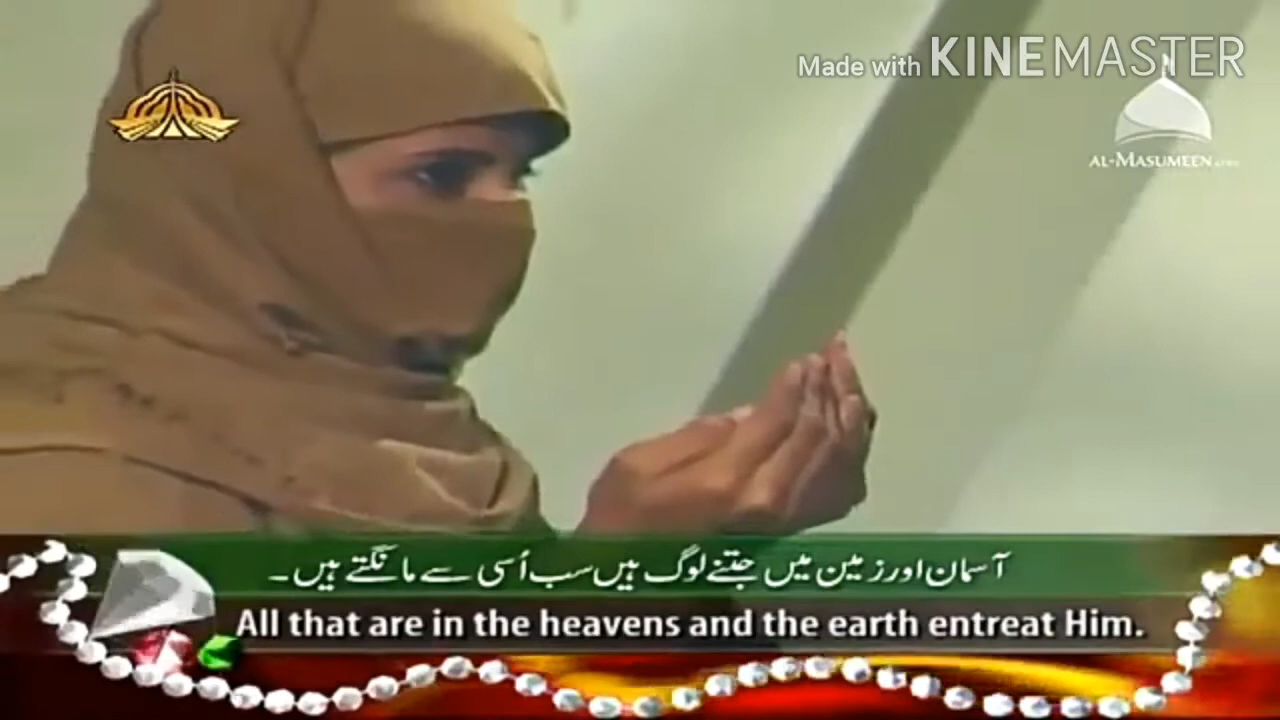 Made with KINEMASTER
AL-MASUMEEN
آسمان اور زمین میں جتنے لوگ ہیں سب اُسی سے مانگتے ہیں۔
All that are in the heavens and the earth entreat Him.